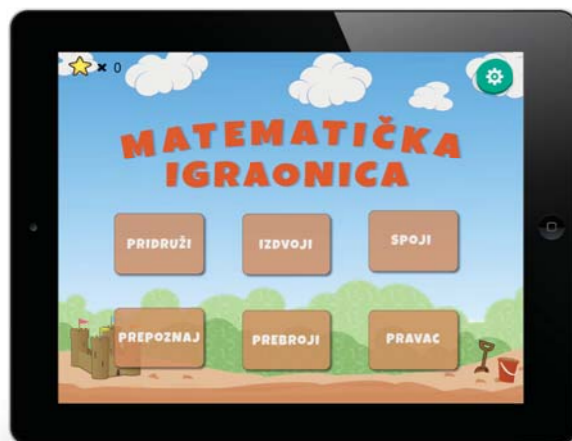 × 0
MATEMATIČKA
IGRAONICA
PRIDRUŽI IZDVOJI SPOJI
PREPOZNAJ PREBROJI PRAVAC